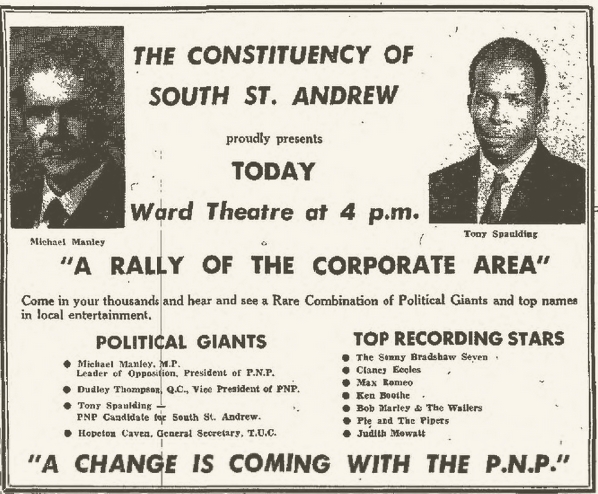 THE CONSTITUENCY OF
SOUTH ST. ANDREW
proudly presents
TODAY
Ward Theatre at 4 p.m.
Michael Manley
Tony Spaulding
"A RALLY OF THE CORPORATE AREA"
Come in your thousands and hear and see a Rare Combination of Political Giants and top names
in local entertainment.
POLITICAL GIANTS
● Michael Manley, M.P.
Leader of Opposition, President of P.N.P.
● Dudley Thompson, Q.C., Vice President of PNP.
● Tony Spaulding —
PNP Candidate for South St. Andrew.
● Hopeton Caven, General Secretary, T.U.C.
TOP RECORDING STARS
● The Sonny Bradshaw Seven
● Clancy Eccles
● Max Romeo
● Ken Boothe
● Bob Marley & The Wailers
● Pie and The Pipers
● Judith Mowatt
"A CHANGE IS COMING WITH THE P.N.P."